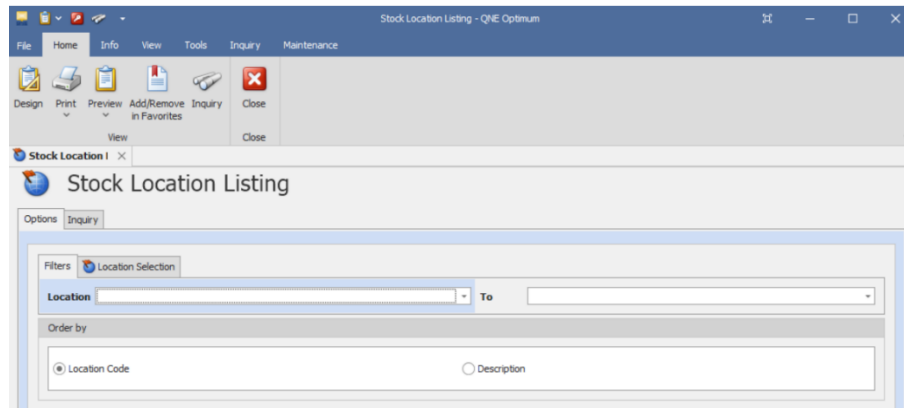 Stock Location Listing - QNE Optimum
File Home Info View Tools Inquiry Maintenance
Design Print Preview Add/Remove in Favorites Inquiry Close
View Close
Stock Location I
Stock Location Listing
Options Inquiry
Filters Location Selection
Location To
Order by
Location Code Description